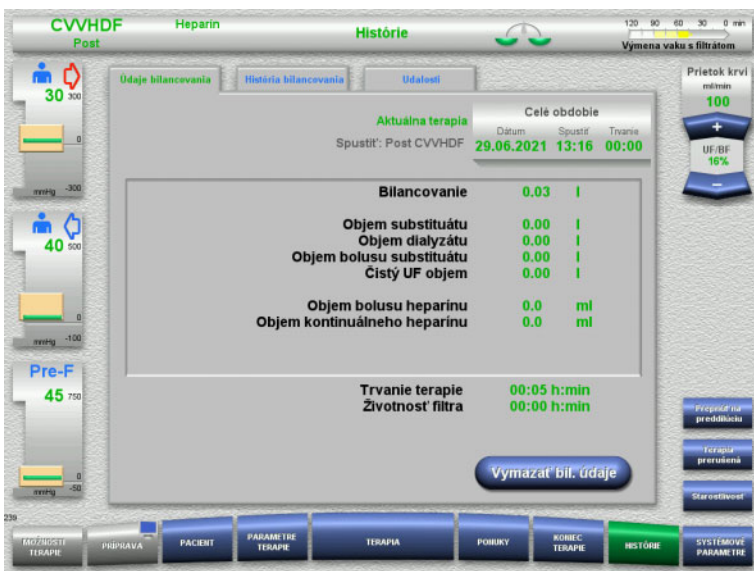 CVVHDF
Post
Heparín
Histórie
120 90 60 30 0 min
Výmena vaku s filtrátom
30 300
0
mmHg -300
40 500
0
mmHg -100
Pre-F
45 750
0
mmHg -50
Údaje bilancovania
História bilancovania
Udalosti
Aktuálna terapia
Spustiť: Post CVVHDF
Celé obdobie
Dátum Spustiť Trvanie
29.06.2021 13:16 00:00
Bilancovanie 0.03 l
Objem substituátu 0.00 l
Objem dialyzátu 0.00 l
Objem bolusu substituátu 0.00 l
Čistý UF objem 0.00 l
Objem bolusu heparínu 0.0 ml
Objem kontinuálneho heparínu 0.0 ml
Trvanie terapie 00:05 h:min
Životnosť filtra 00:00 h:min
Vymazať bil. údaje
Prietok krvi
ml/min
100
+
UF/BF
16%
−
Prepnúť na
preddilúciu
Terapia
prerušená
Starostlivosť
239
MOŽNOSTI
TERAPIE
PRÍPRAVA
PACIENT
PARAMETRE
TERAPIE
TERAPIA
PONUKY
KONIEC
TERAPIE
HISTÓRIE
SYSTÉMOVÉ
PARAMETRE